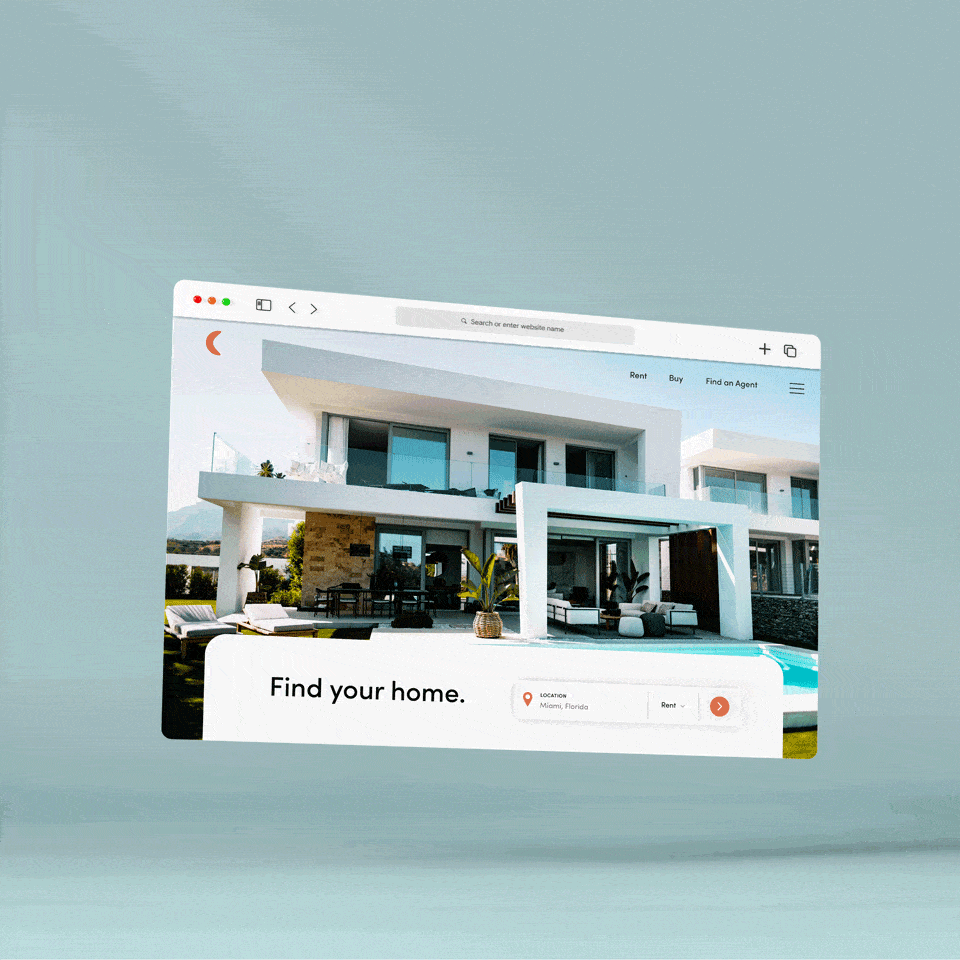 Search or enter website name
Rent Buy Find an Agent
Find your home.
LOCATION
Miami, Florida
Rent